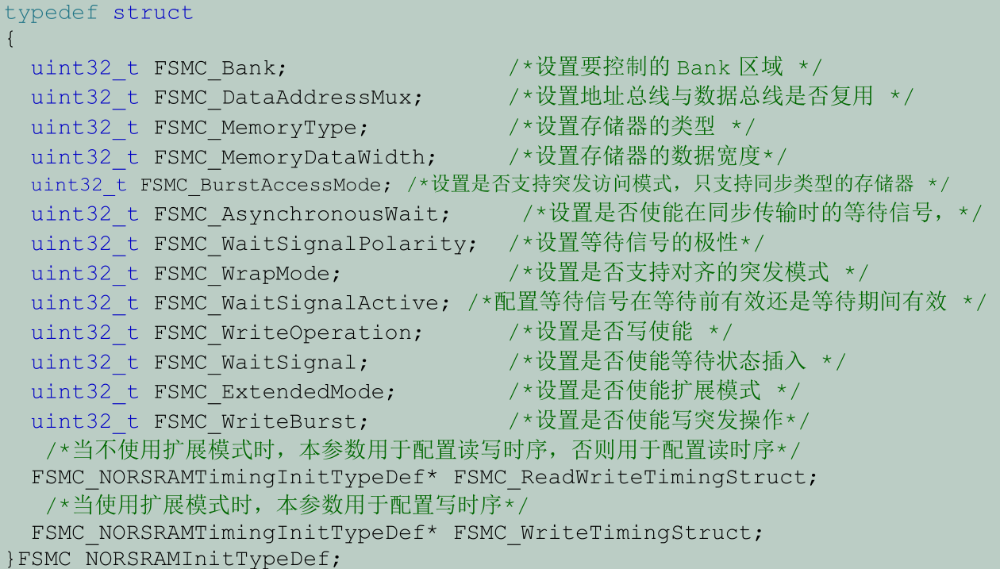 typedef struct
{
uint32_t FSMC_Bank; /*设置要控制的 Bank 区域 */
uint32_t FSMC_DataAddressMux; /*设置地址总线与数据总线是否复用 */
uint32_t FSMC_MemoryType; /*设置存储器的类型 */
uint32_t FSMC_MemoryDataWidth; /*设置存储器的数据宽度*/
uint32_t FSMC_BurstAccessMode; /*设置是否支持突发访问模式，只支持同步类型的存储器 */
uint32_t FSMC_AsynchronousWait; /*设置是否使能在同步传输时的等待信号，*/
uint32_t FSMC_WaitSignalPolarity; /*设置等待信号的极性*/
uint32_t FSMC_WrapMode; /*设置是否支持对齐的突发模式 */
uint32_t FSMC_WaitSignalActive; /*配置等待信号在等待前有效还是等待期间有效 */
uint32_t FSMC_WriteOperation; /*设置是否写使能 */
uint32_t FSMC_WaitSignal; /*设置是否使能等待状态插入 */
uint32_t FSMC_ExtendedMode; /*设置是否使能扩展模式 */
uint32_t FSMC_WriteBurst; /*设置是否使能写突发操作*/
/*当不使用扩展模式时，本参数用于配置读写时序，否则用于配置读时序*/
FSMC_NORSRAMTimingInitTypeDef* FSMC_ReadWriteTimingStruct;
/*当使用扩展模式时，本参数用于配置写时序*/
FSMC_NORSRAMTimingInitTypeDef* FSMC_WriteTimingStruct;
}FSMC_NORSRAMInitTypeDef;